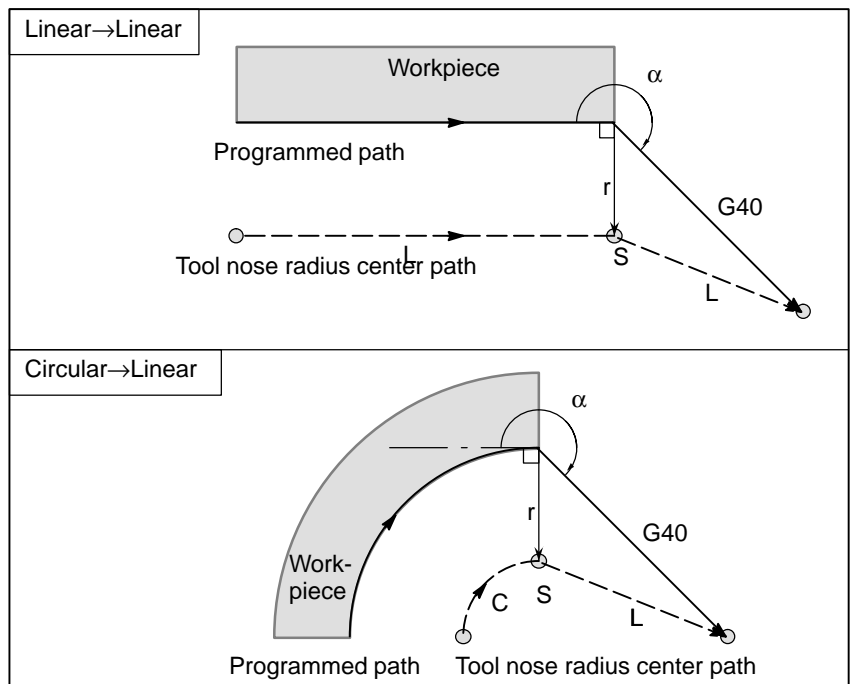 Linear→Linear
Workpiece
α
Programmed path
r
G40
Tool nose radius center path
L
S
L
Circular→Linear
α
r
G40
Work-
piece
C
S
L
Programmed path
Tool nose radius center path